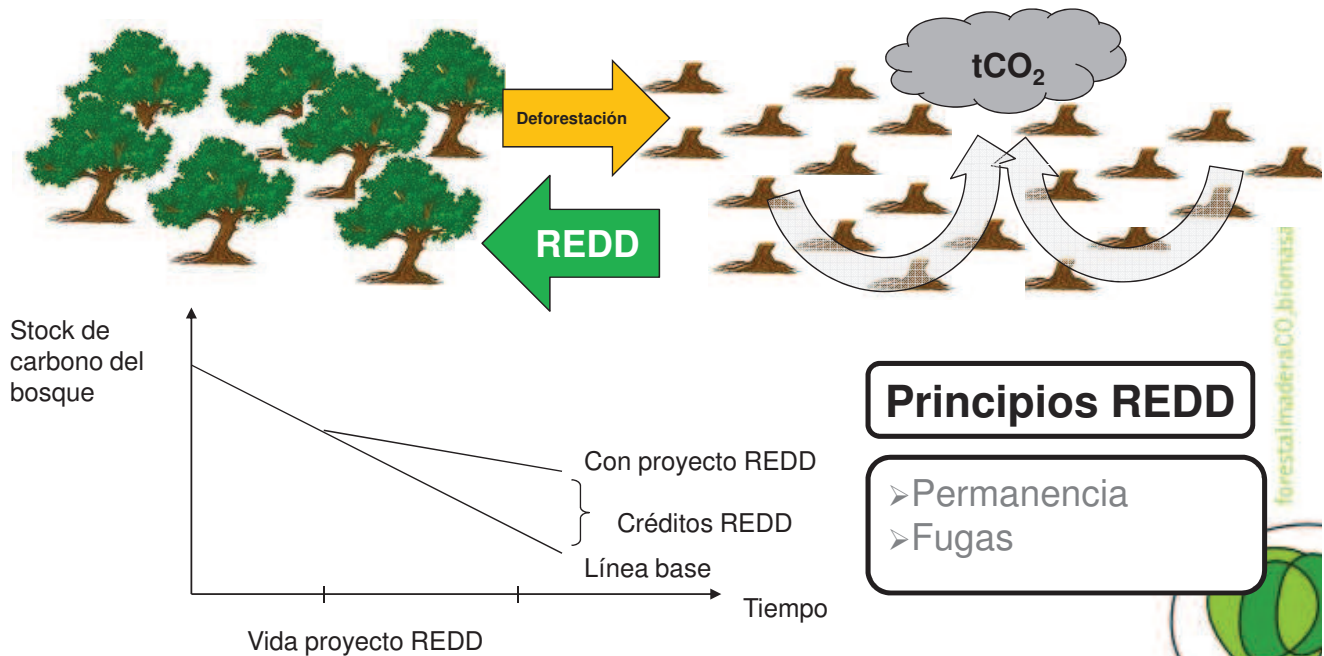 tCO₂
Deforestación
REDD
Stock de
carbono del
bosque
Con proyecto REDD
Créditos REDD
Línea base
Tiempo
Vida proyecto REDD
Principios REDD
➢Permanencia
➢Fugas
forestalmaderaCO₂biomasa